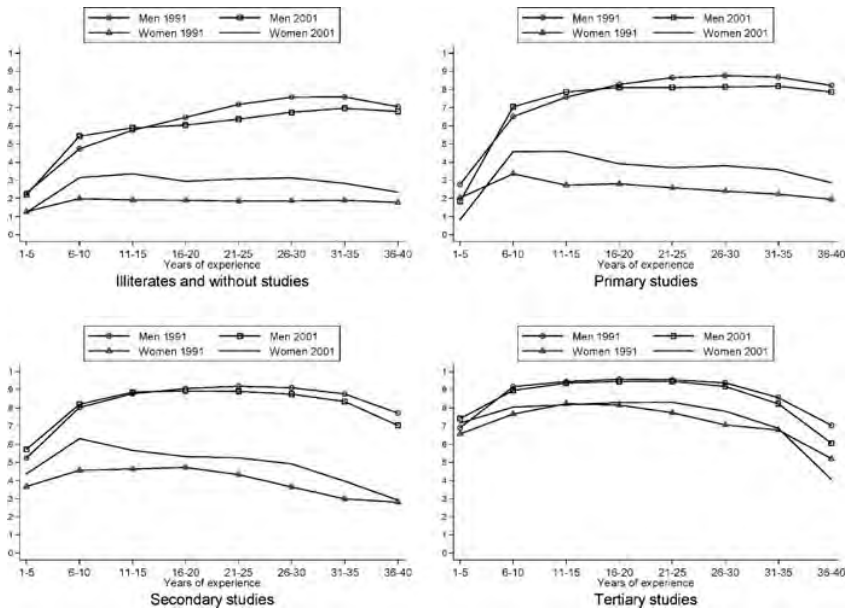 Men 1991 Men 2001
Women 1991 Women 2001
1
.9
.8
.7
.6
.5
.4
.3
.2
.1
0
1-5 6-10 11-15 16-20 21-25 26-30 31-35 36-40
Years of experience
Illiterates and without studies
Men 1991 Men 2001
Women 1991 Women 2001
1
.9
.8
.7
.6
.5
.4
.3
.2
.1
0
1-5 6-10 11-15 16-20 21-25 26-30 31-35 36-40
Years of experience
Primary studies
Men 1991 Men 2001
Women 1991 Women 2001
1
.9
.8
.7
.6
.5
.4
.3
.2
.1
0
1-5 6-10 11-15 16-20 21-25 26-30 31-35 36-40
Years of experience
Secondary studies
Men 1991 Men 2001
Women 1991 Women 2001
1
.9
.8
.7
.6
.5
.4
.3
.2
.1
0
1-5 6-10 11-15 16-20 21-25 26-30 31-35 36-40
Years of experience
Tertiary studies